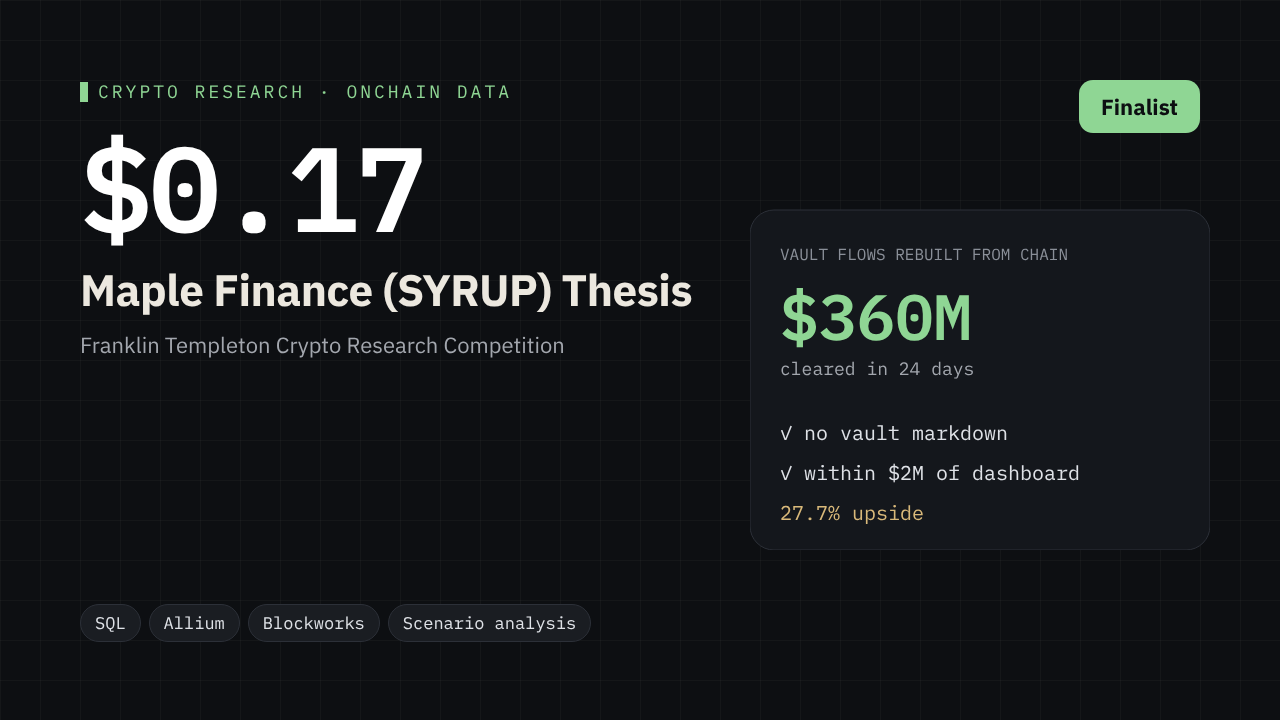 CRYPTO RESEARCH · ONCHAIN DATA
Finalist
$0.17
Maple Finance (SYRUP) Thesis
Franklin Templeton Crypto Research Competition
VAULT FLOWS REBUILT FROM CHAIN
$360M
cleared in 24 days
✓ no vault markdown
✓ within $2M of dashboard
27.7% upside
SQL
Allium
Blockworks
Scenario analysis